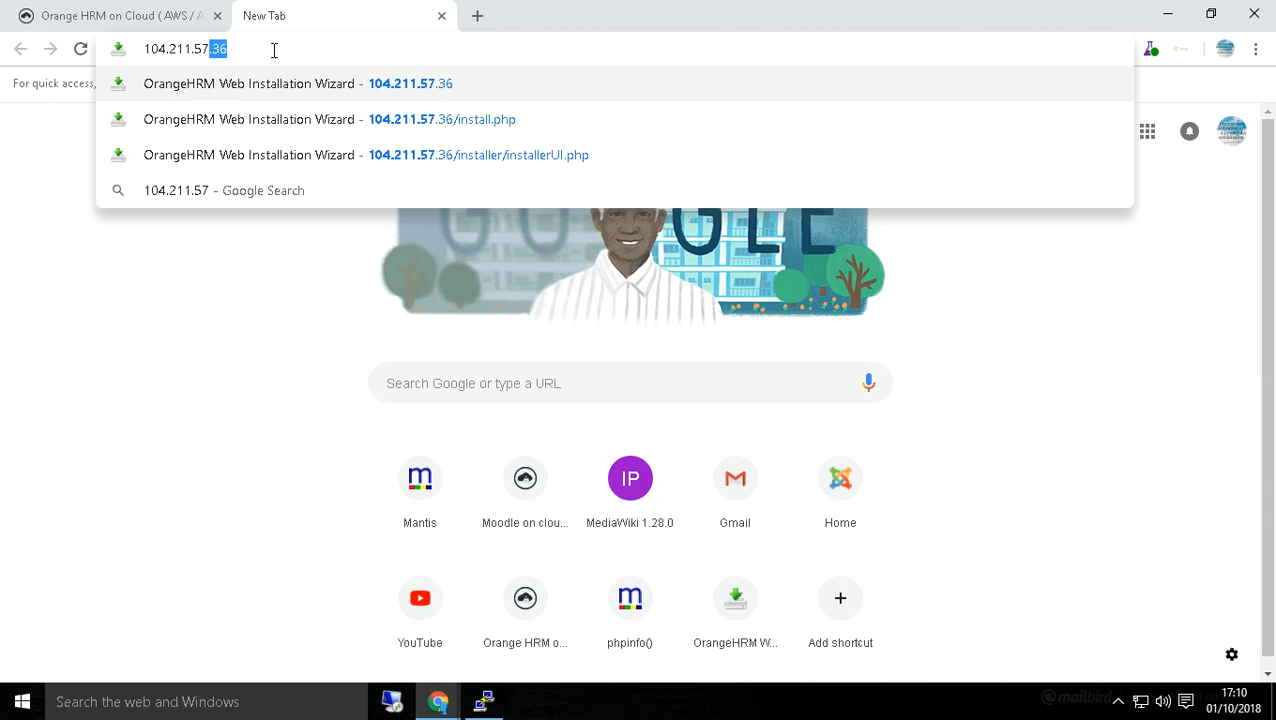 Orange HRM on Cloud ( AWS / A
New Tab
104.211.57.36
For quick access,
OrangeHRM Web Installation Wizard - 104.211.57.36
OrangeHRM Web Installation Wizard - 104.211.57.36/install.php
OrangeHRM Web Installation Wizard - 104.211.57.36/installer/installerUI.php
104.211.57 - Google Search
Search Google or type a URL
IP
Mantis
Moodle on clou...
MediaWiki 1.28.0
Gmail
Home
YouTube
Orange HRM o...
phpinfo()
OrangeHRM W...
Add shortcut
Search the web and Windows
mailbird
17:10
01/10/2018